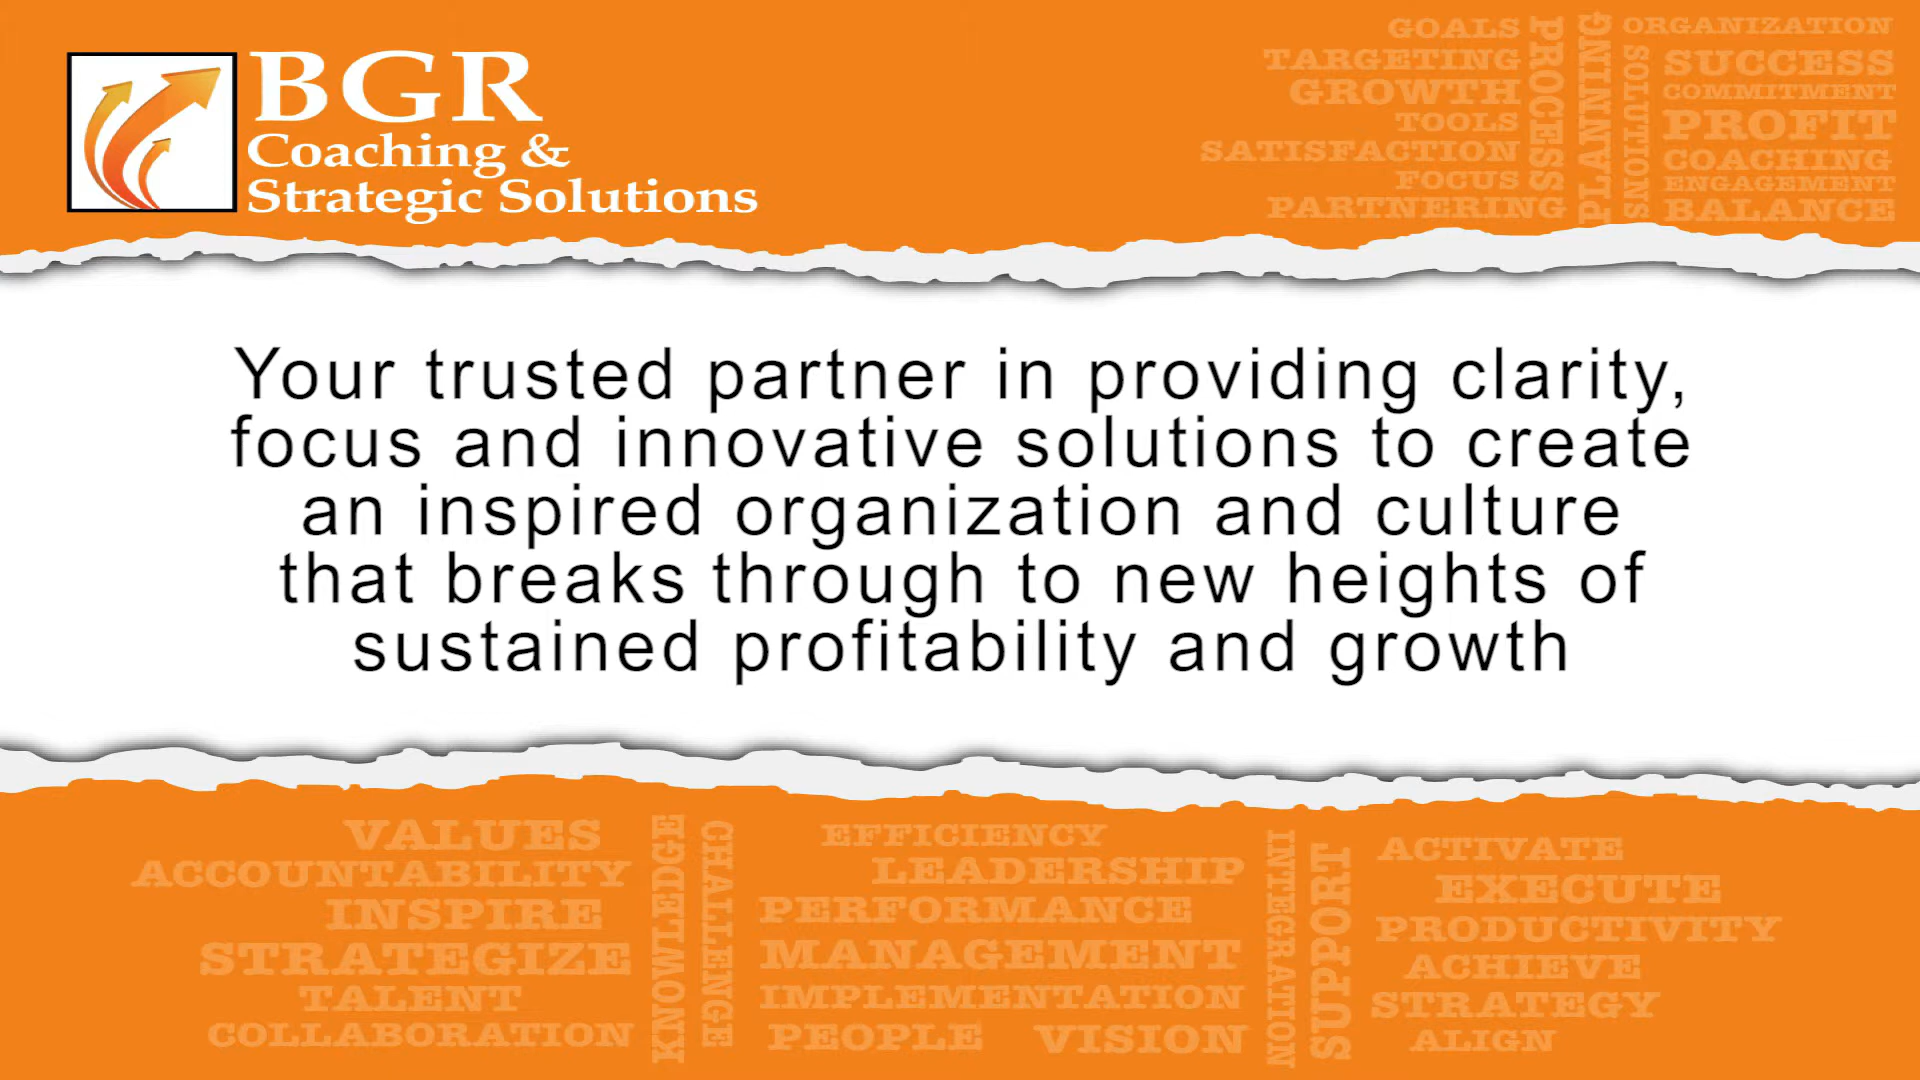 BGR
Coaching &
Strategic Solutions
GOALS
TARGETING
GROWTH
TOOLS
SATISFACTION
FOCUS
PARTNERING
PROCESS
PLANNING
SOLUTIONS
ORGANIZATION
SUCCESS
COMMITMENT
PROFIT
COACHING
ENGAGEMENT
BALANCE
Your trusted partner in providing clarity,
focus and innovative solutions to create
an inspired organization and culture
that breaks through to new heights of
sustained profitability and growth
VALUES
ACCOUNTABILITY
INSPIRE
STRATEGIZE
TALENT
COLLABORATION
KNOWLEDGE
CHALLENGE
EFFICIENCY
LEADERSHIP
PERFORMANCE
MANAGEMENT
IMPLEMENTATION
PEOPLE VISION
INTEGRATION
SUPPORT
ACTIVATE
EXECUTE
PRODUCTIVITY
ACHIEVE
STRATEGY
ALIGN